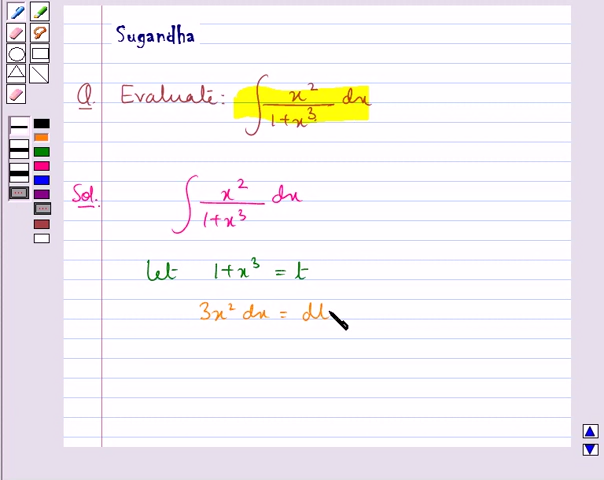 Sugandha
Q. Evaluate: ∫ x²/(1+x³) dx
Sol. ∫ x²/(1+x³) dx
let 1+x³ = t
3x² dx = dt